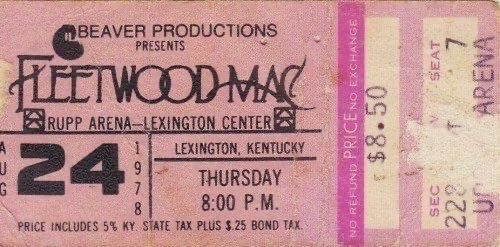 BEAVER PRODUCTIONS
PRESENTS
FLEETWOOD MAC
RUPP ARENA—LEXINGTON CENTER
AUG
24
1978
LEXINGTON, KENTUCKY
THURSDAY
8:00 P.M.
PRICE INCLUDES 5% KY. STATE TAX PLUS $.25 BOND TAX.
NO REFUND NO EXCHANGE
PRICE
$8.50
SEC SEAT
7
ARENA